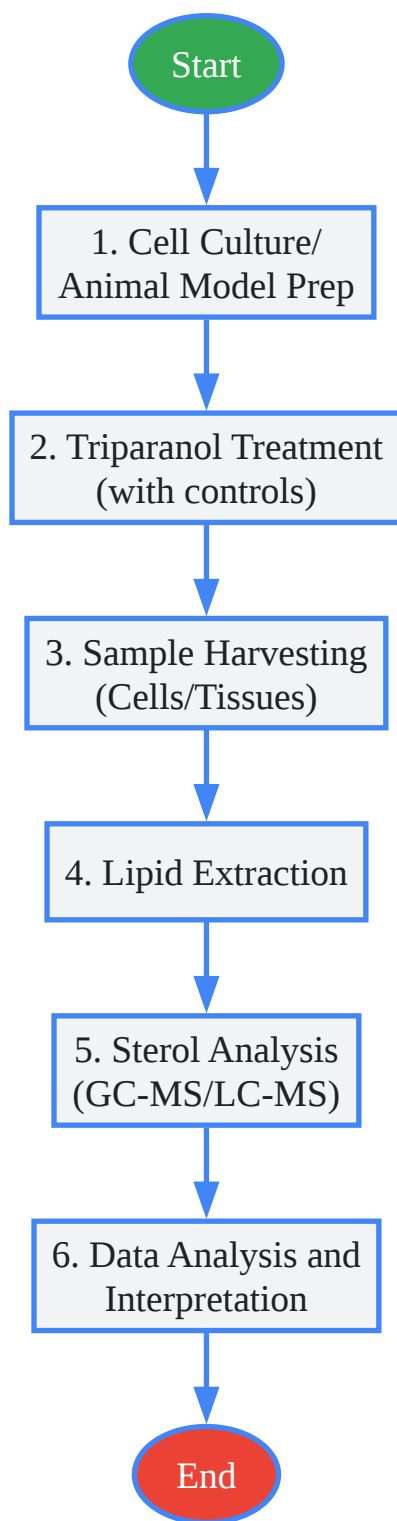 Start
1. Cell Culture/
Animal Model Prep
2. Triparanol Treatment
(with controls)
3. Sample Harvesting
(Cells/Tissues)
4. Lipid Extraction
5. Sterol Analysis
(GC-MS/LC-MS)
6. Data Analysis and
Interpretation
End